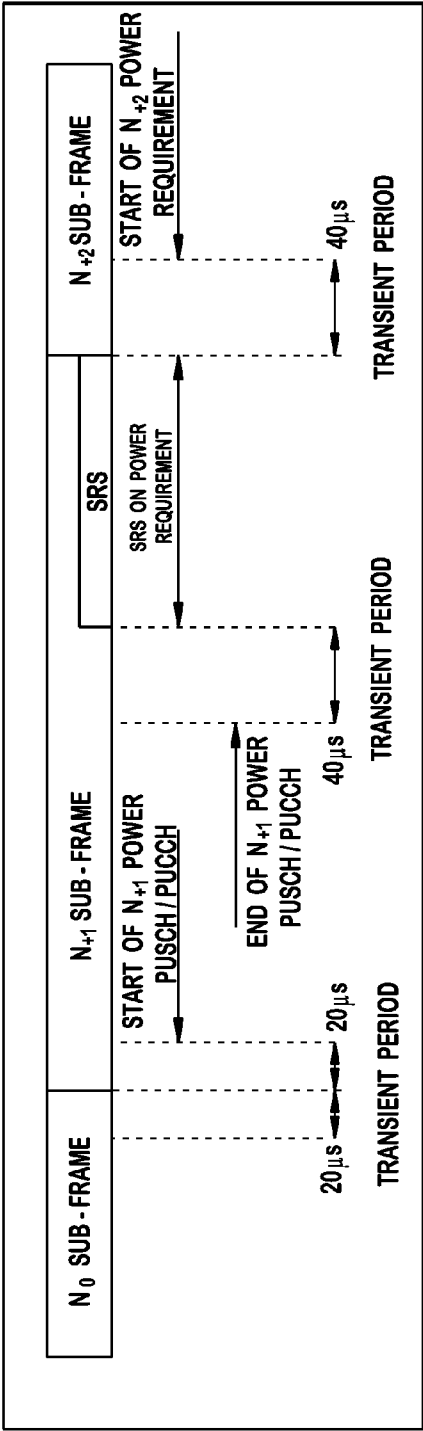 N0 SUB - FRAME
N+1 SUB - FRAME
SRS
N+2 SUB - FRAME
START OF N+1 POWER
PUSCH / PUCCH
SRS ON POWER
REQUIREMENT
START OF N+2 POWER
REQUIREMENT
END OF N+1 POWER
PUSCH / PUCCH
20μs
20μs
TRANSIENT PERIOD
40μs
TRANSIENT PERIOD
40μs
TRANSIENT PERIOD